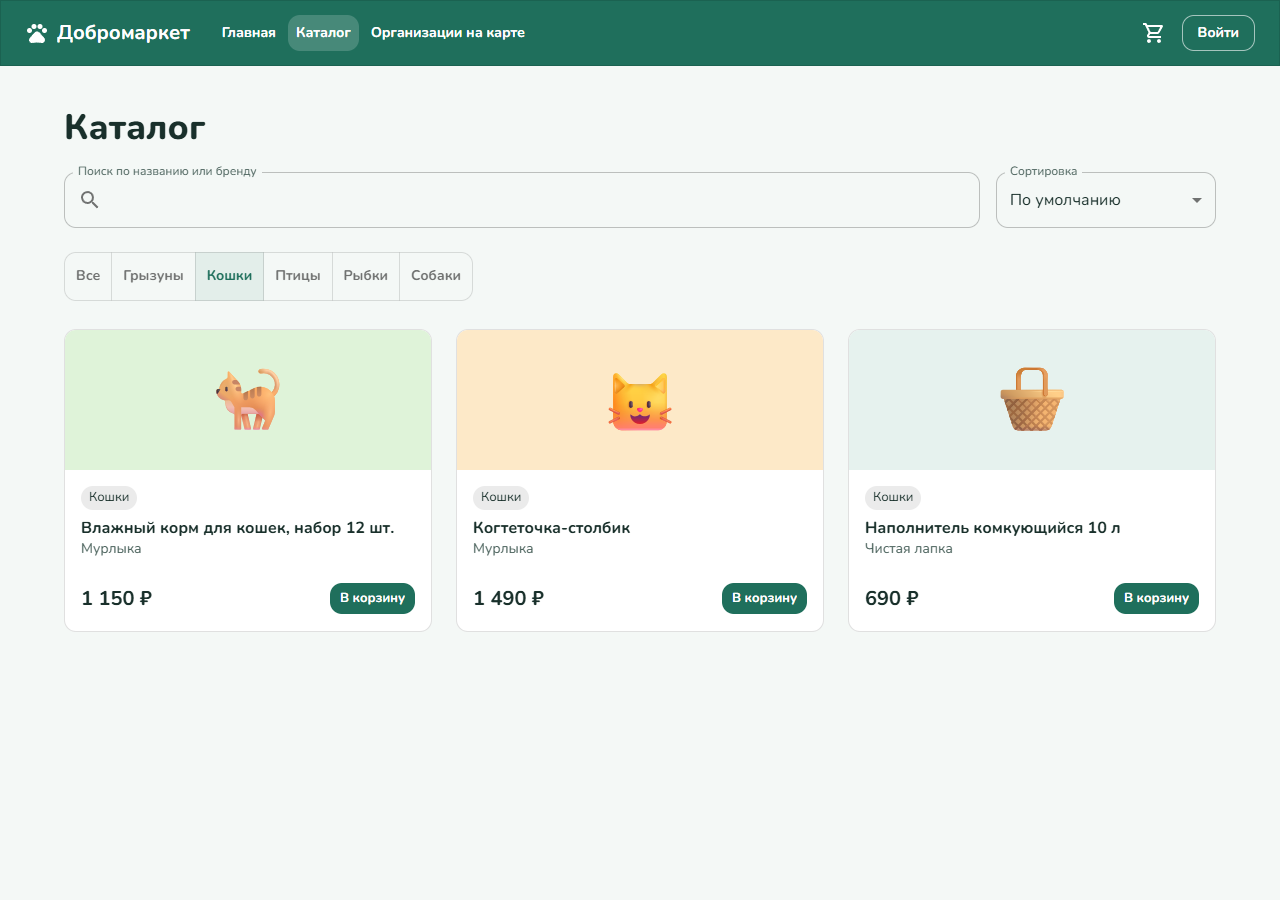 Добромаркет
Главная
Каталог
Организации на карте
Войти
Каталог
Поиск по названию или бренду
Сортировка
По умолчанию
Все
Грызуны
Кошки
Птицы
Рыбки
Собаки
Кошки
Влажный корм для кошек, набор 12 шт.
Мурлыка
1 150 ₽
В корзину
Кошки
Когтеточка-столбик
Мурлыка
1 490 ₽
В корзину
Кошки
Наполнитель комкующийся 10 л
Чистая лапка
690 ₽
В корзину